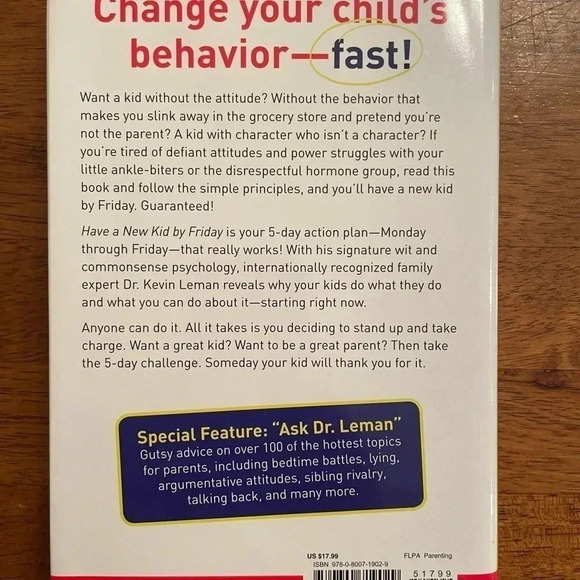 Change your child's
behavior—fast!
Want a kid without the attitude? Without the behavior that
makes you slink away in the grocery store and pretend you're
not the parent? A kid with character who isn't a character? If
you're tired of defiant attitudes and power struggles with your
little ankle-biters or the disrespectful hormone group, read this
book and follow the simple principles, and you'll have a new kid
by Friday. Guaranteed!
Have a New Kid by Friday is your 5-day action plan—Monday
through Friday—that really works! With his signature wit and
commonsense psychology, internationally recognized family
expert Dr. Kevin Leman reveals why your kids do what they do
and what you can do about it—starting right now.
Anyone can do it. All it takes is you deciding to stand up and take
charge. Want a great kid? Want to be a great parent? Then take
the 5-day challenge. Someday your kid will thank you for it.
Special Feature: "Ask Dr. Leman"
Gutsy advice on over 100 of the hottest topics
for parents, including bedtime battles, lying,
argumentative attitudes, sibling rivalry,
talking back, and many more.
US $17.99 FLPA Parenting
ISBN 978-0-8007-1902-9
51799